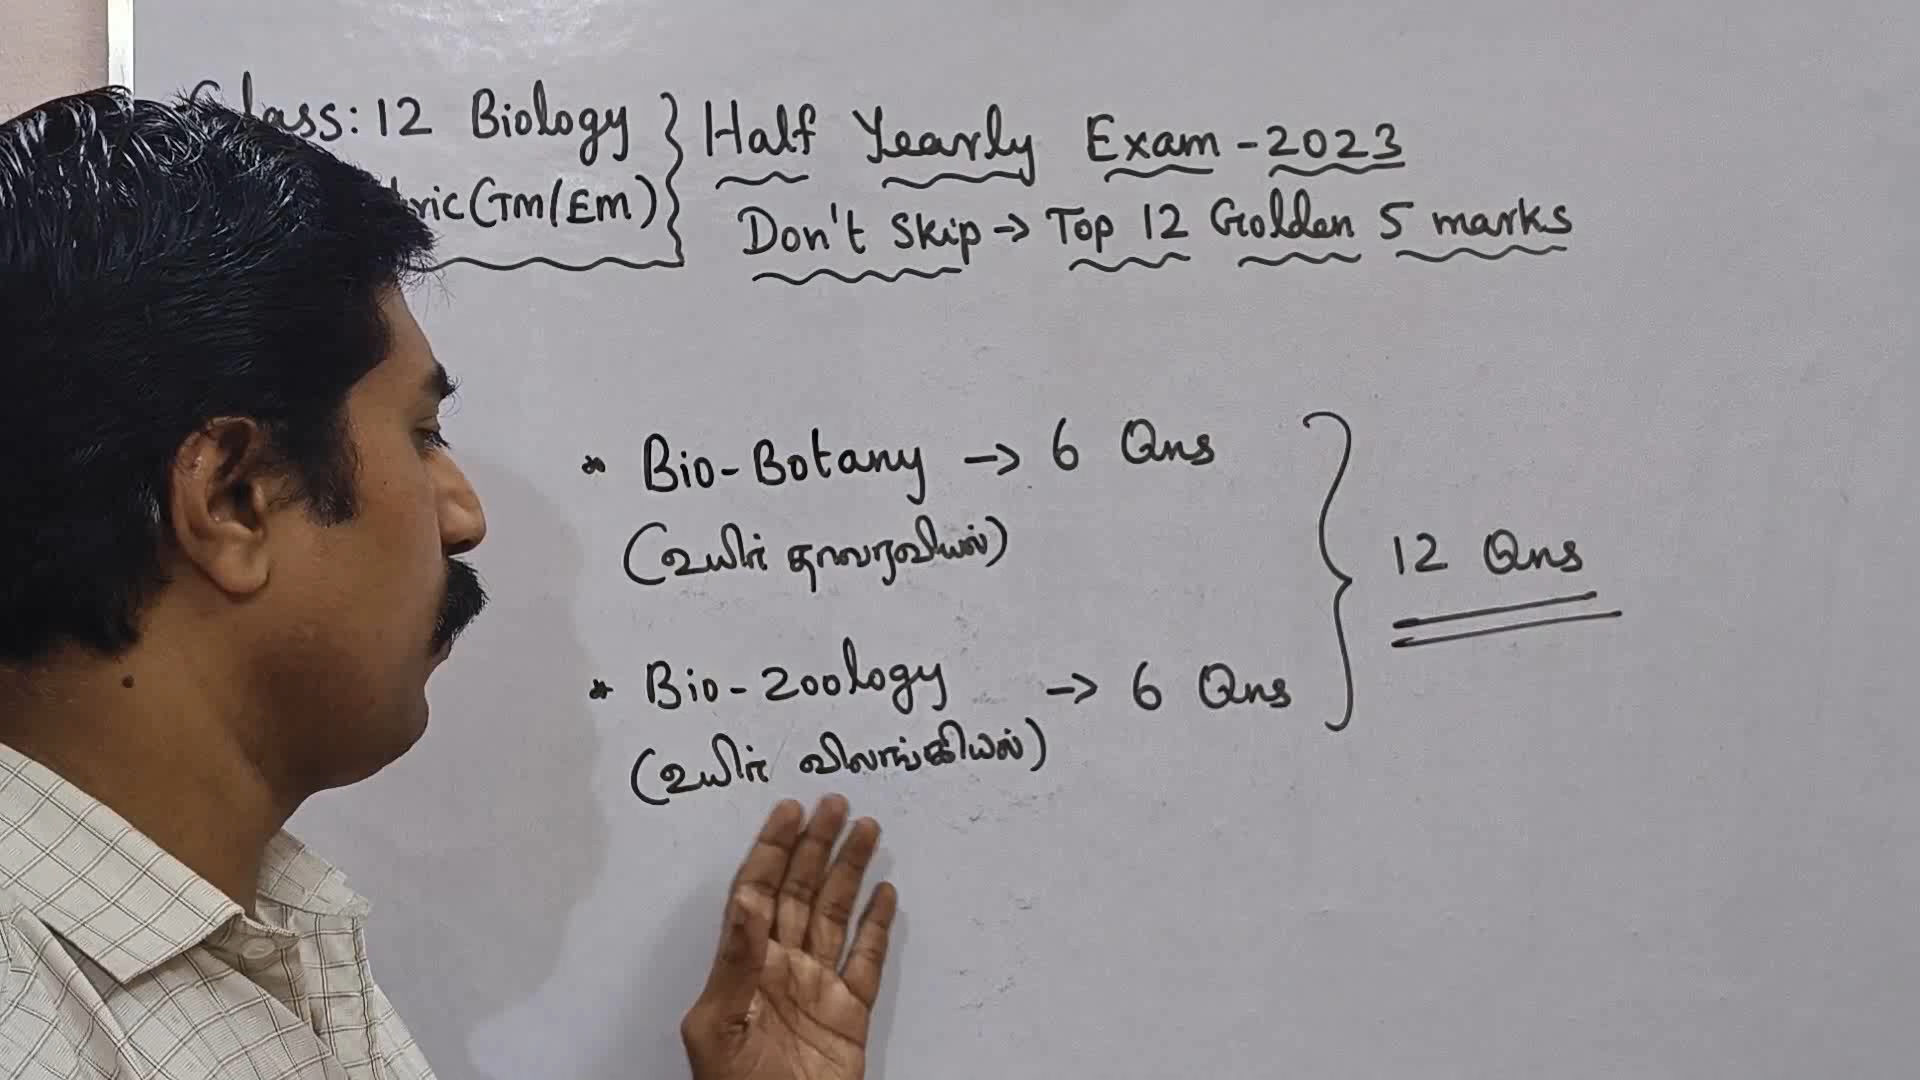 Class: 12 Biology
(TM/EM)
Half Yearly Exam - 2023
Don't Skip → Top 12 Golden 5 marks
* Bio-Botany → 6 Qns
(உயிர் தாவரவியல்)
* Bio-Zoology → 6 Qns
(உயிர் விலங்கியல்)
12 Qns